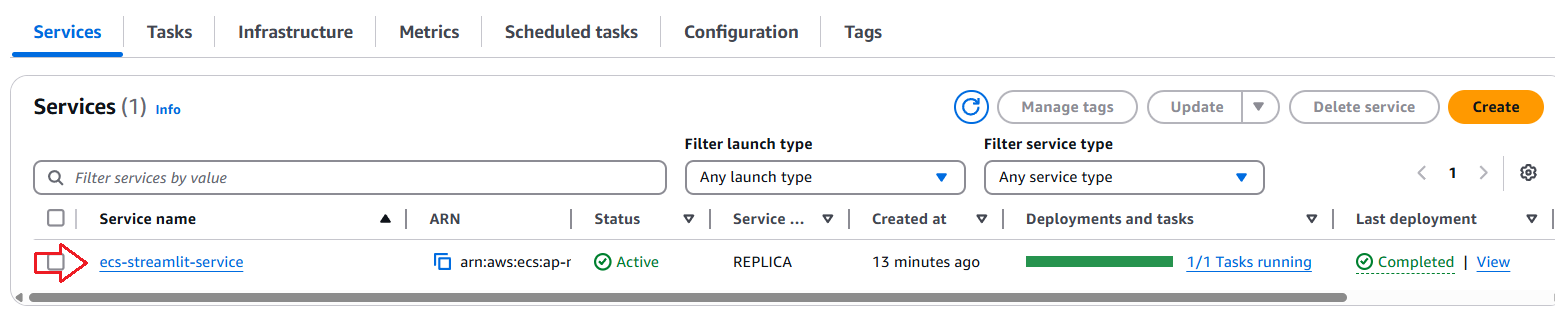 Services Tasks Infrastructure Metrics Scheduled tasks Configuration Tags
Services (1) Info Manage tags Update Delete service Create
Filter launch type Filter service type
Filter services by value Any launch type Any service type 1
Service name ARN Status Service ... Created at Deployments and tasks Last deployment
ecs-streamlit-service arn:aws:ecs:ap-r Active REPLICA 13 minutes ago 1/1 Tasks running Completed | View